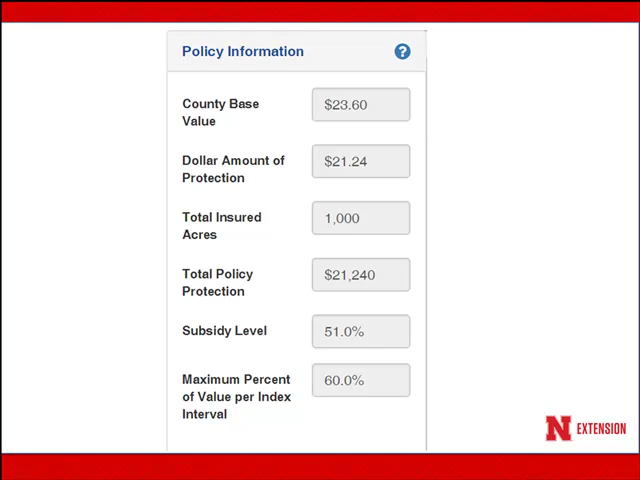 Policy Information
?
County Base
Value
$23.60
Dollar Amount of
Protection
$21.24
Total Insured
Acres
1,000
Total Policy
Protection
$21,240
Subsidy Level
51.0%
Maximum Percent
of Value per Index
Interval
60.0%
N EXTENSION